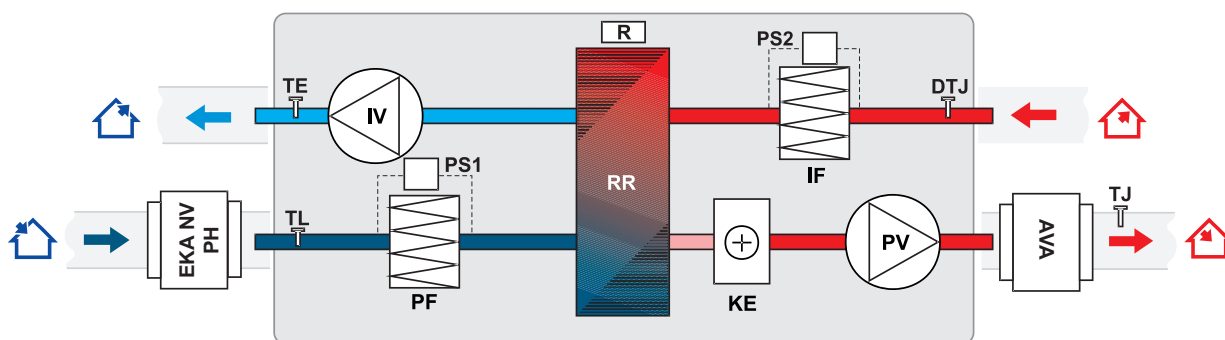 R
PS2
TE
DTJ
IV
PS1
IF
RR
EKA NV
PH
TL
TJ
PV
AVA
PF
KE